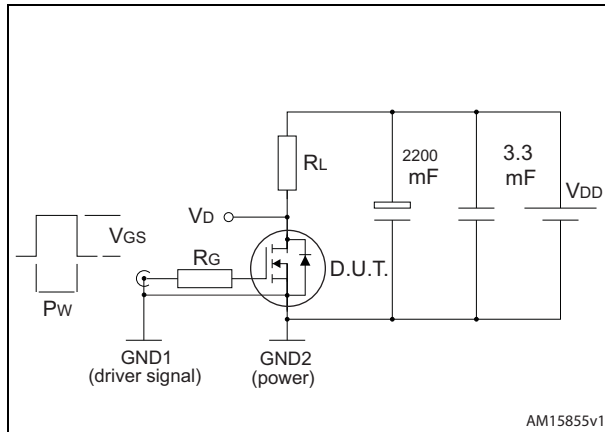 RL
2200
mF
3.3
mF
VDD
VD
VGS
RG
D.U.T.
PW
GND1
(driver signal)
GND2
(power)
AM15855v1